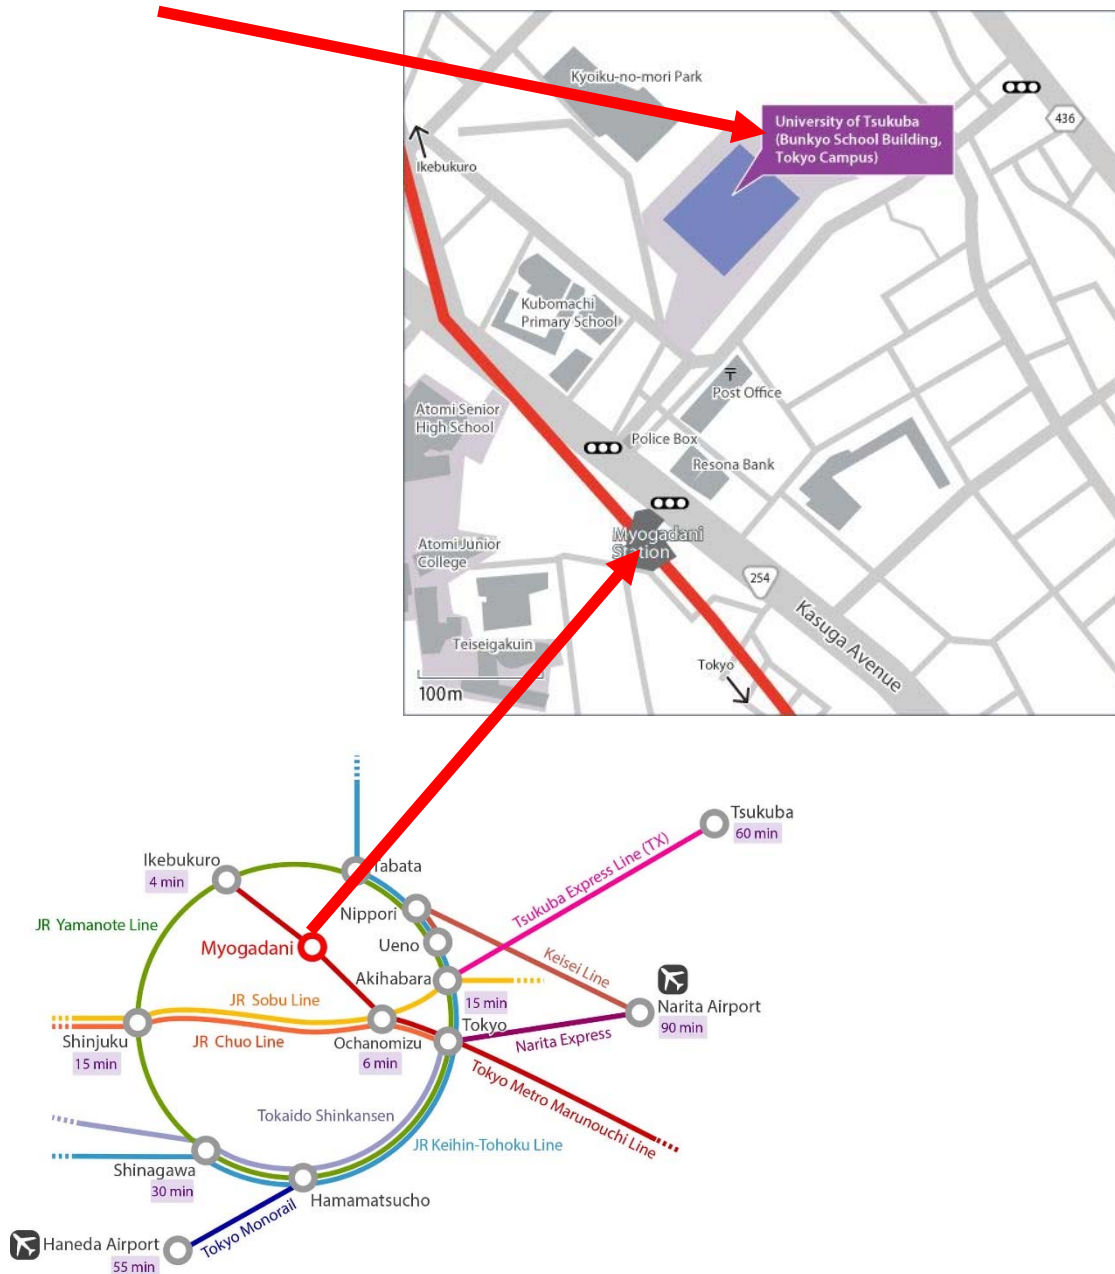 Kyoiku-no-mori Park
436
University of Tsukuba
(Bunkyo School Building,
Tokyo Campus)
Ikebukuro
Kubomachi
Primary School
〒
Post Office
Atomi Senior
High School
Police Box
Resona Bank
Myogadani
Station
Atomi Junior
College
254
Kasuga Avenue
Teiseigakuin
Tokyo
100m
Tsukuba
60 min
Ikebukuro
4 min
Tabata
Tsukuba Express Line (TX)
Nippori
JR Yamanote Line
Myogadani
Ueno
Keisei Line
Akihabara
JR Sobu Line
15 min
Narita Airport
90 min
Tokyo
Shinjuku
15 min
JR Chuo Line
Ochanomizu
6 min
Narita Express
Tokyo Metro Marunouchi Line
Tokaido Shinkansen
JR Keihin-Tohoku Line
Shinagawa
30 min
Hamamatsucho
Tokyo Monorail
Haneda Airport
55 min